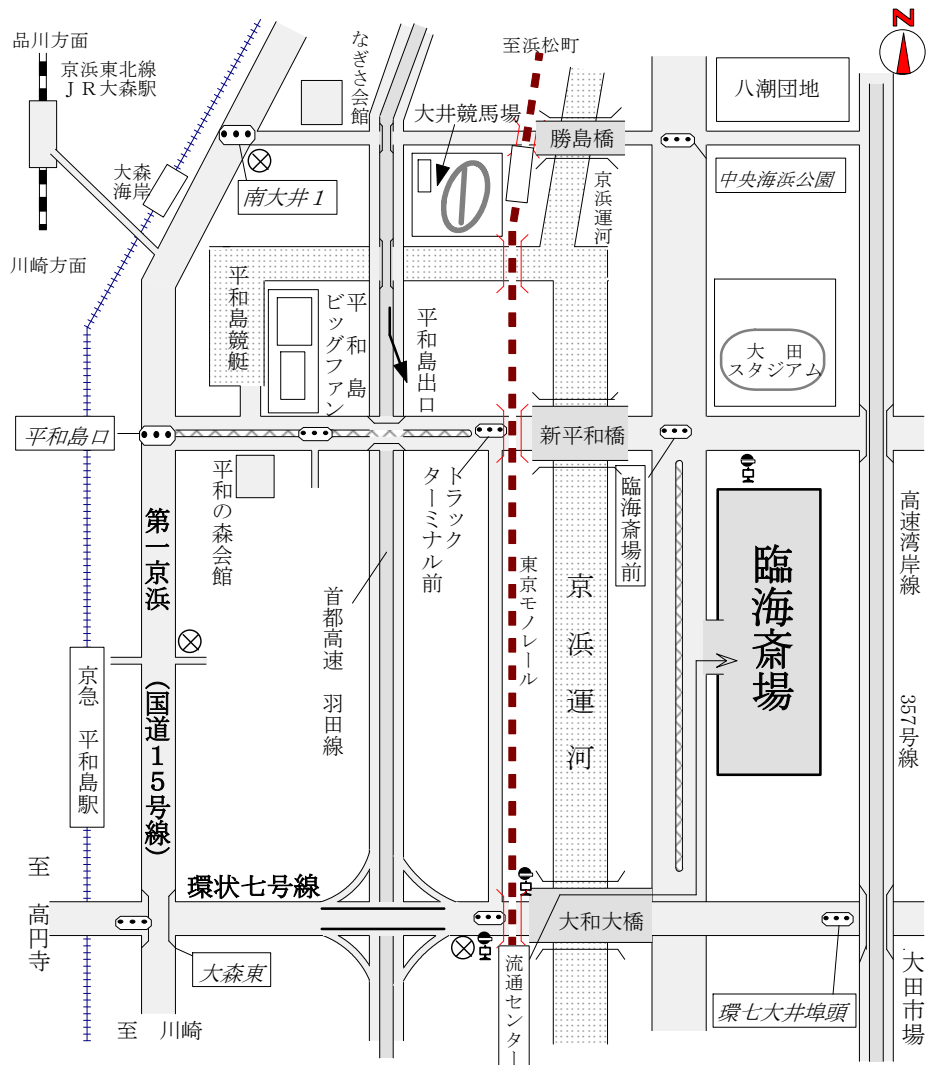 N
品川方面
京浜東北線
ＪＲ大森駅
なぎさ会館
至浜松町
八潮団地
大井競馬場
勝島橋
大森
海岸
南大井１
京浜運河
中央海浜公園
川崎方面
平和島競艇
平和島
ビッグファン
平和島出口
大田
スタジアム
平和島口
新平和橋
平和の森会館
トラック
ターミナル前
臨海斎場前
高速湾岸線
第一京浜
(国道１５号線)
首都高速 羽田線
東京モノレール
京浜運河
臨海斎場
京急 平和島駅
357号線
至 高円寺
環状七号線
大和大橋
大森東
流通センター
環七大井埠頭
大田市場
至 川崎